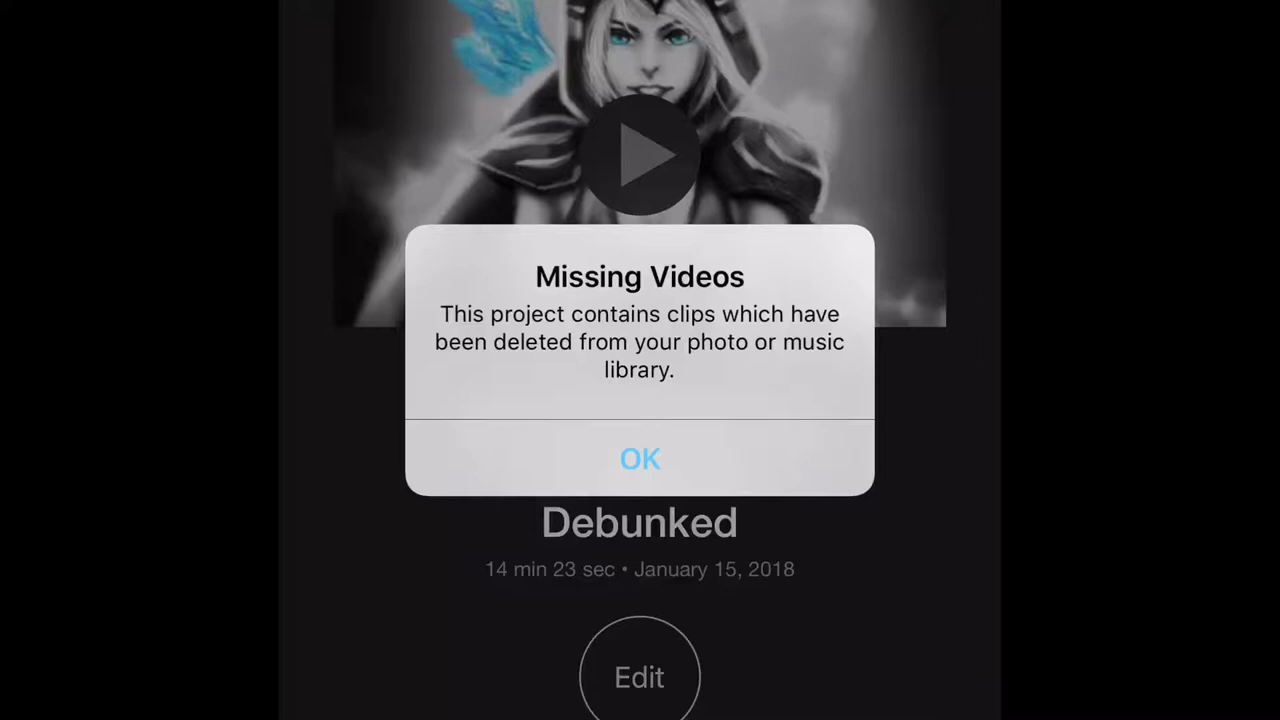 Missing Videos
This project contains clips which have
been deleted from your photo or music
library.
OK
Debunked
14 min 23 sec • January 15, 2018
Edit